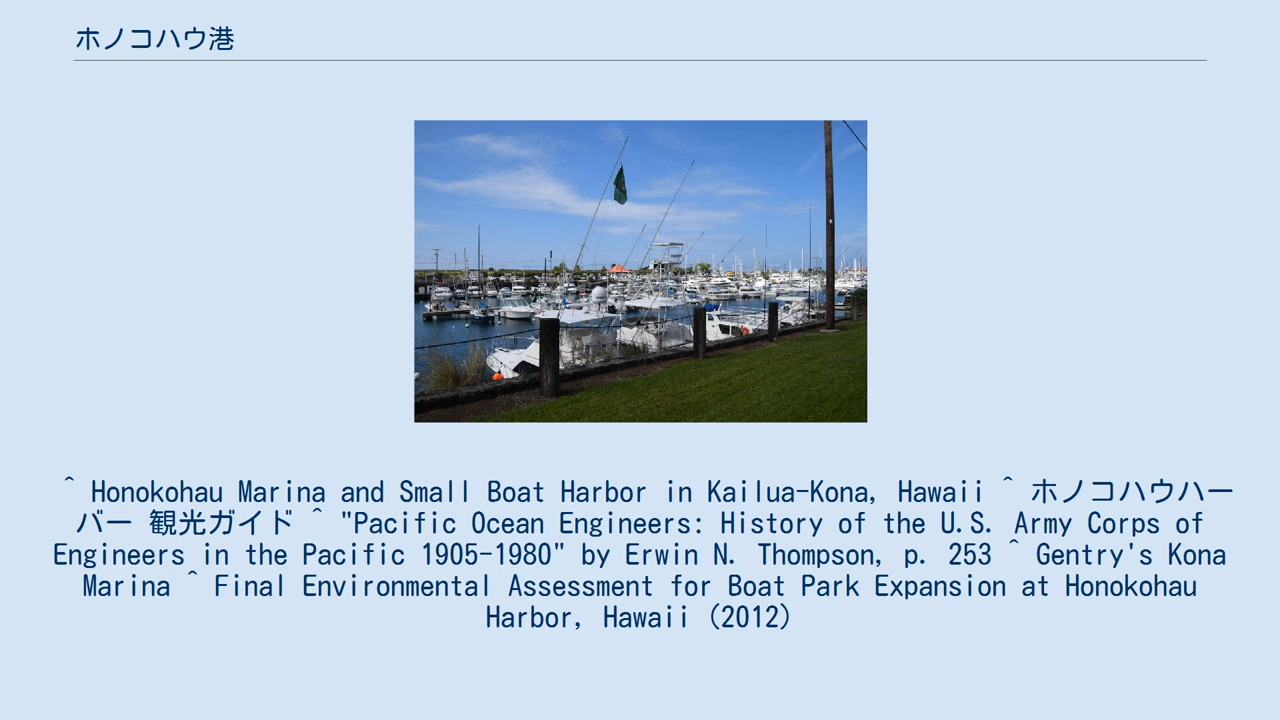 ホノコハウ港
^ Honokohau Marina and Small Boat Harbor in Kailua-Kona, Hawaii ^ ホノコハウハー
バー 観光ガイド ^ "Pacific Ocean Engineers: History of the U.S. Army Corps of
Engineers in the Pacific 1905-1980" by Erwin N. Thompson, p. 253 ^ Gentry's Kona
Marina ^ Final Environmental Assessment for Boat Park Expansion at Honokohau
Harbor, Hawaii (2012)